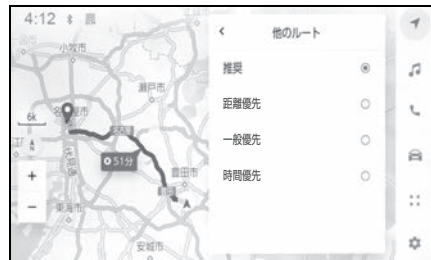 4:12
他のルート
推奨
距離優先
一般優先
時間優先
小牧市
瀬戸市
6k
51分
豊田市
東海市
安城市
+
−